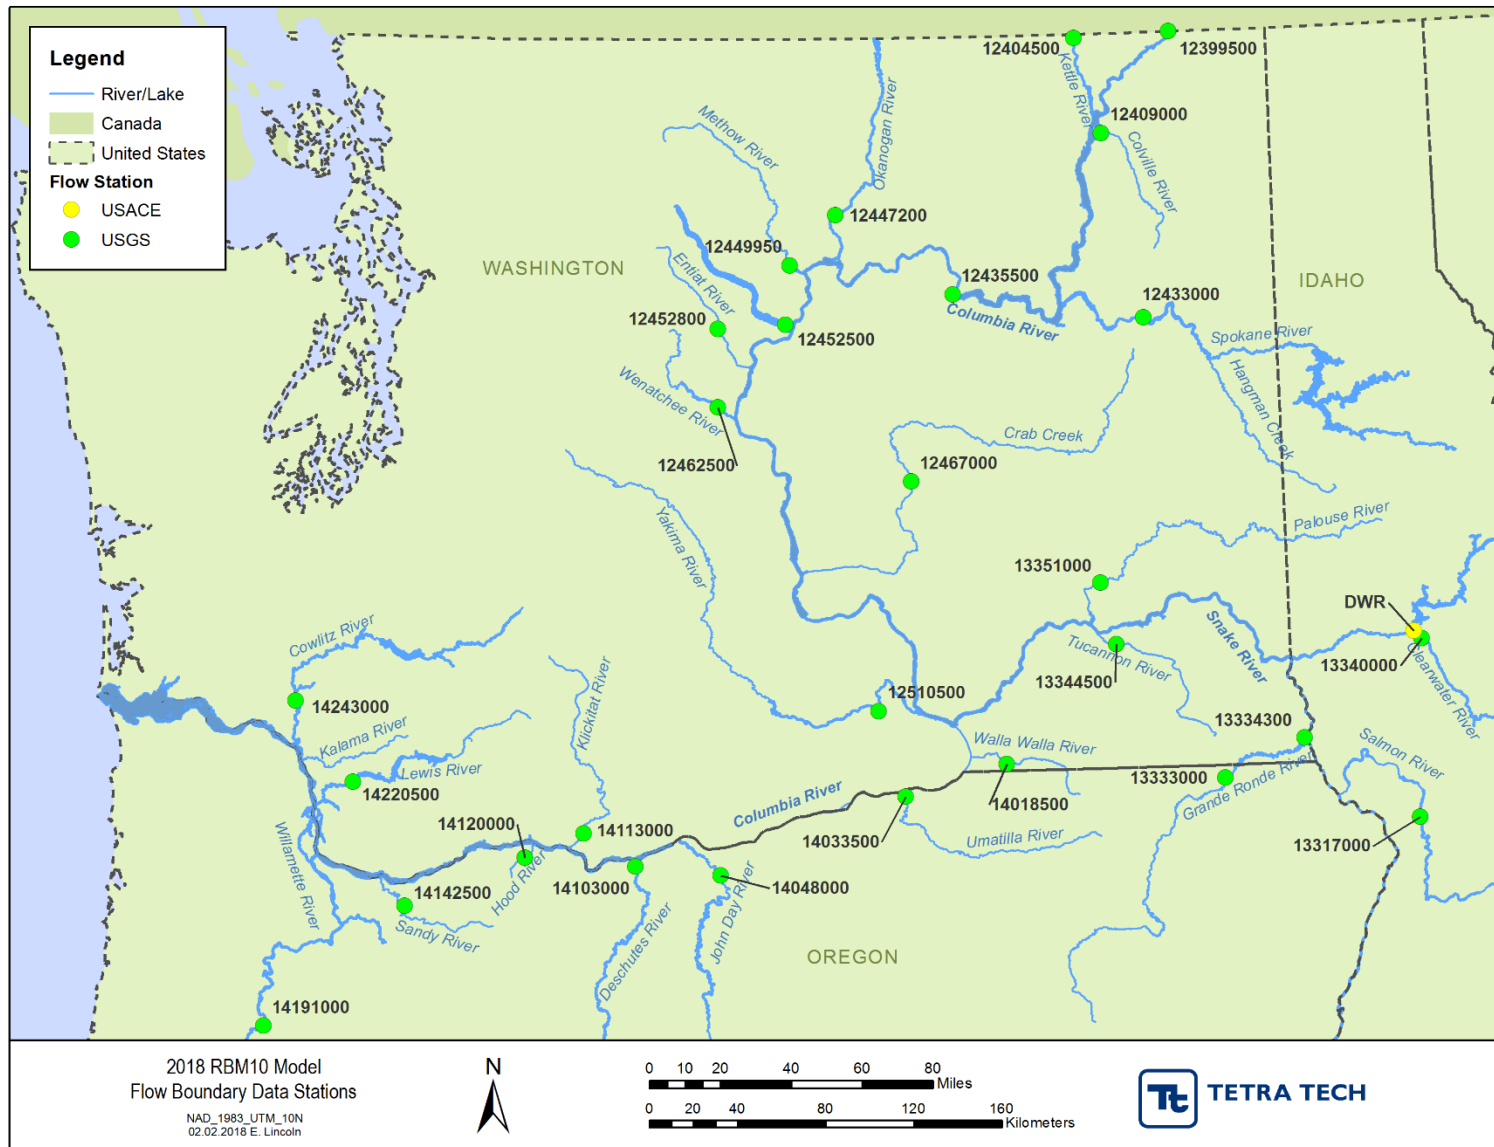 Legend
River/Lake
Canada
United States
Flow Station
USACE
USGS
12404500
12399500
Kettle River
12409000
Colville River
Methow River
Okanogan River
12447200
12449950
WASHINGTON
Entiat River
12435500
IDAHO
Columbia River
12433000
12452800
12452500
Spokane River
Hangman Creek
Wenatchee River
Crab Creek
12462500
12467000
Yakima River
Palouse River
13351000
DWR
Snake River
Cowlitz River
Tucannon River
13340000
Clearwater River
13344500
Klickitat River
12510500
14243000
Kalama River
Walla Walla River
13334300
Salmon River
Lewis River
14220500
13333000
Grande Ronde River
14018500
Columbia River
14120000
14113000
14033500
Umatilla River
13317000
Willamette River
Hood River
14103000
14048000
14142500
Sandy River
Deschutes River
John Day River
OREGON
14191000
2018 RBM10 Model
Flow Boundary Data Stations
NAD_1983_UTM_10N
02.02.2018 E. Lincoln
N
0 10 20 40 60 80
Miles
0 20 40 80 120 160
Kilometers
Tt TETRA TECH